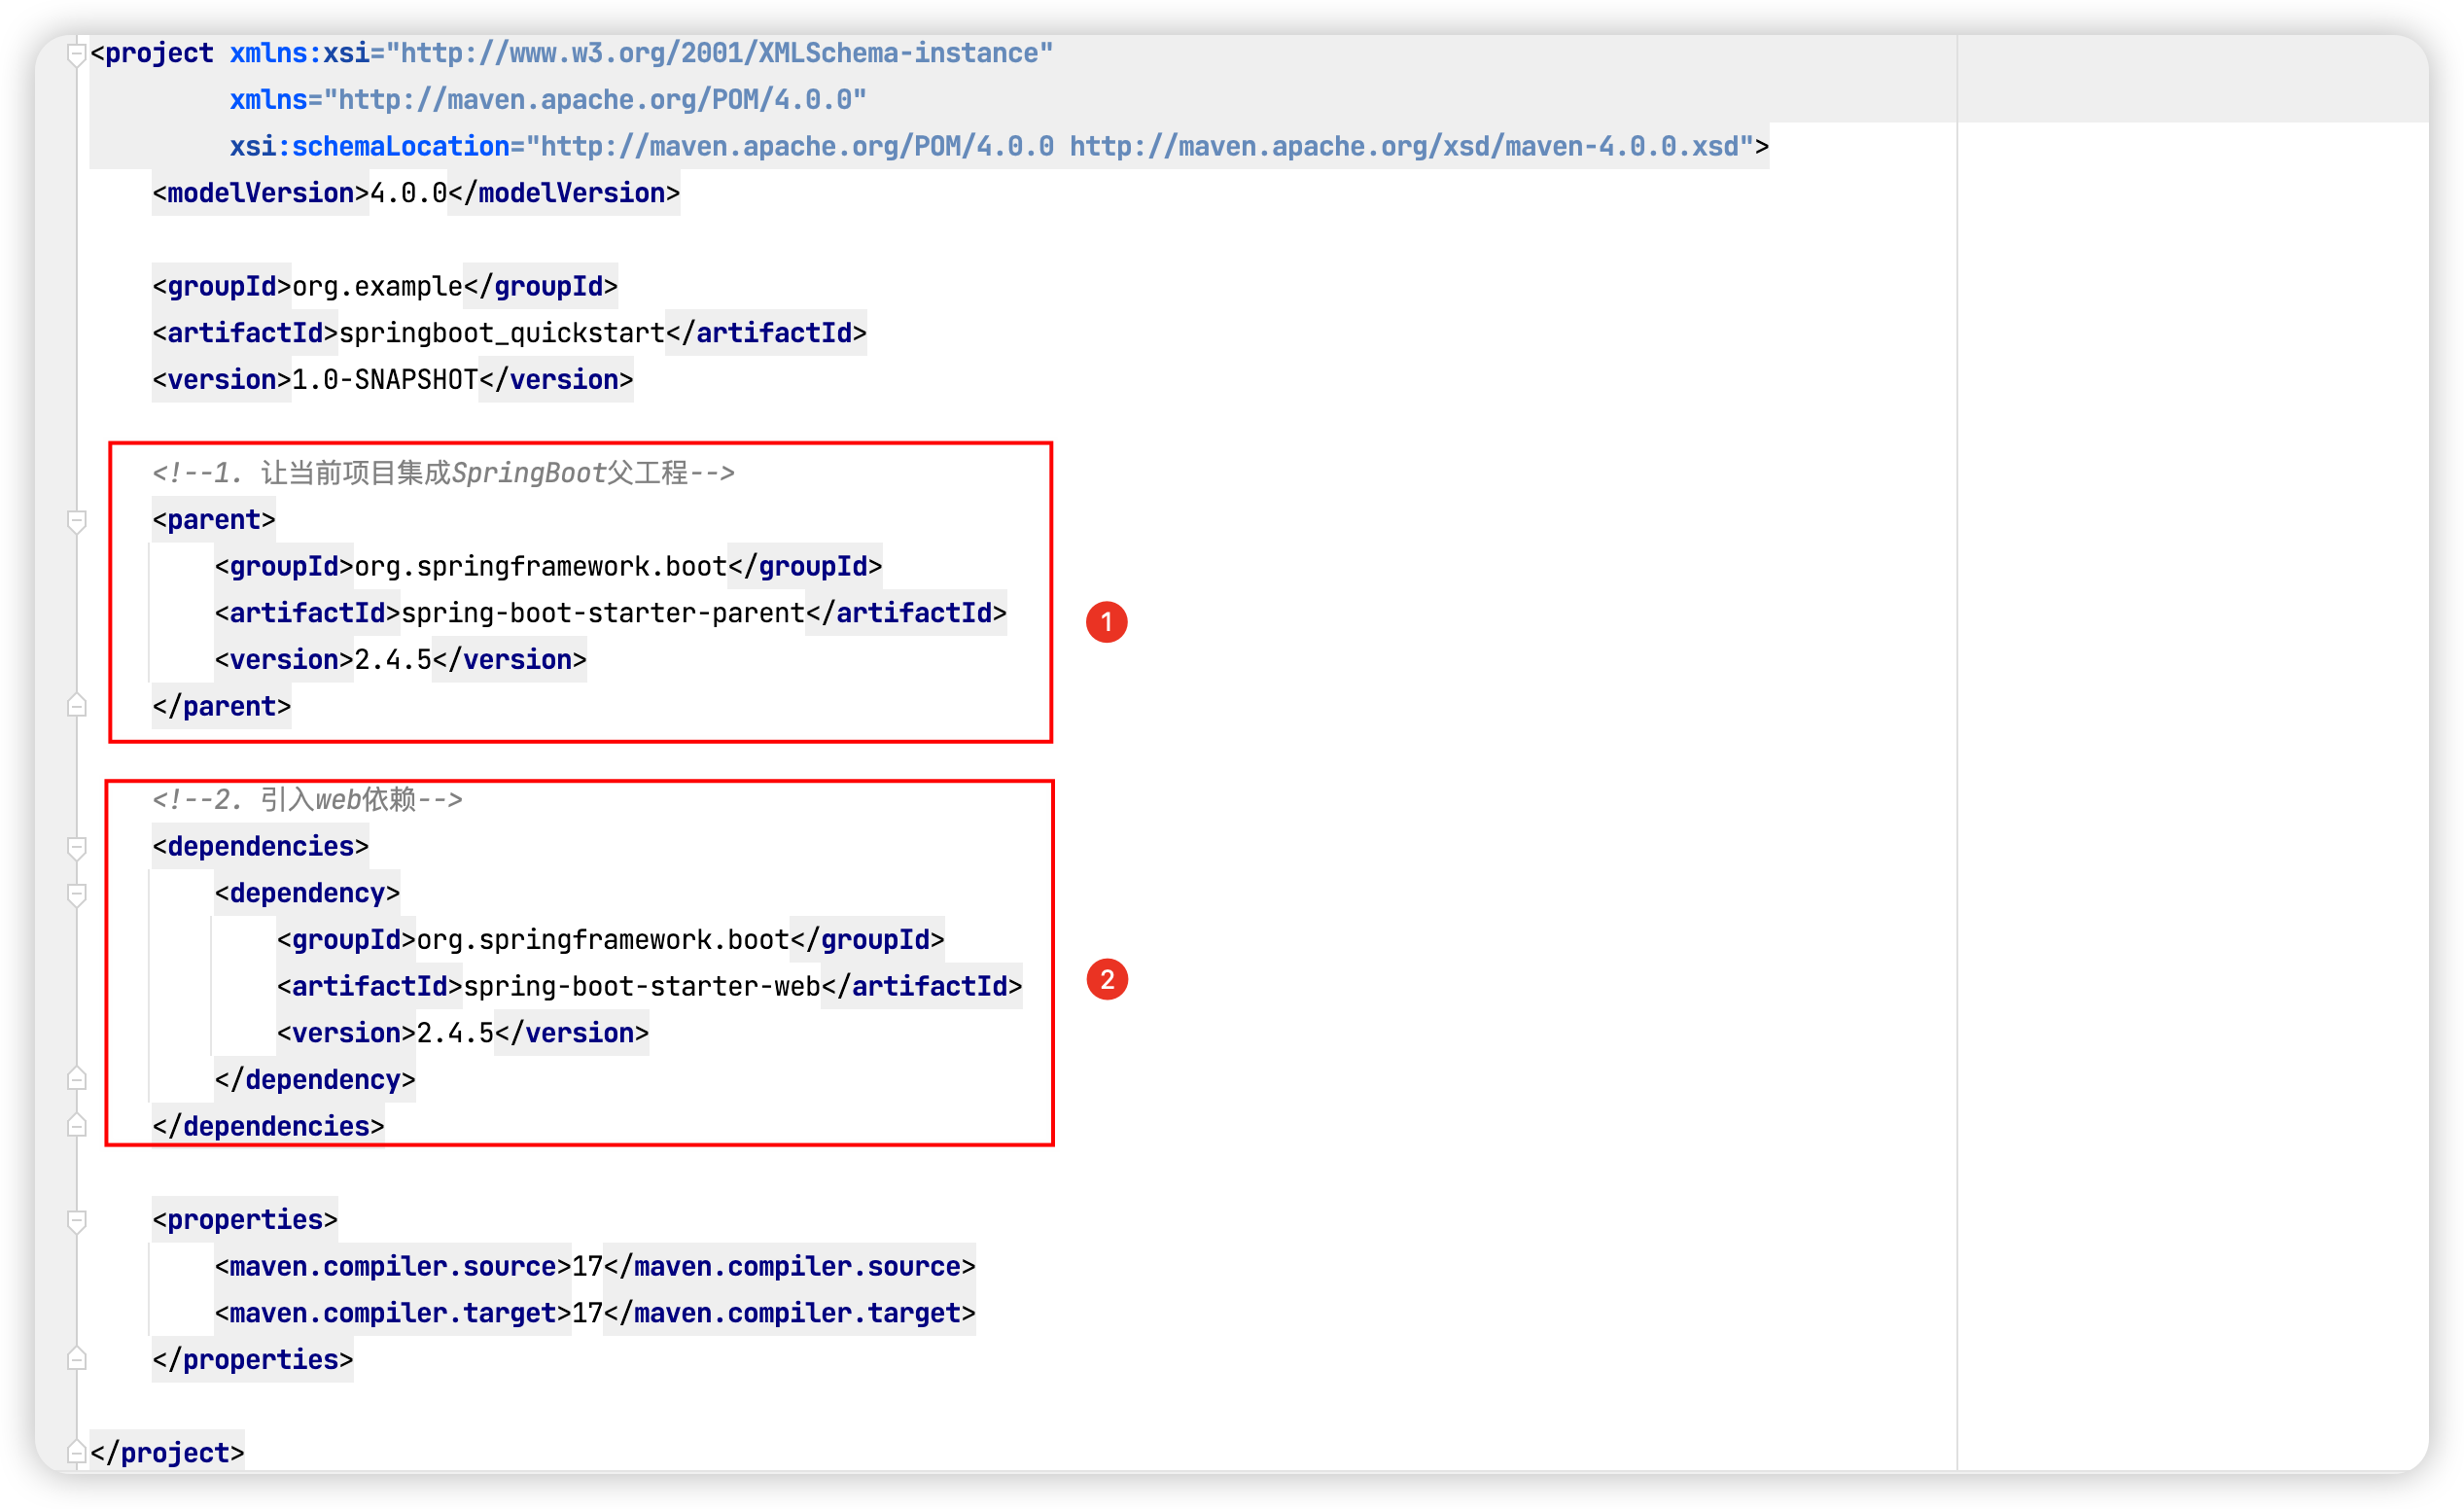 <project xmlns:xsi="http://www.w3.org/2001/XMLSchema-instance"
xmlns="http://maven.apache.org/POM/4.0.0"
xsi:schemaLocation="http://maven.apache.org/POM/4.0.0 http://maven.apache.org/xsd/maven-4.0.0.xsd">
<modelVersion>4.0.0</modelVersion>
<groupId>org.example</groupId>
<artifactId>springboot_quickstart</artifactId>
<version>1.0-SNAPSHOT</version>
<!--1. 让当前项目集成SpringBoot父工程-->
<parent>
<groupId>org.springframework.boot</groupId>
<artifactId>spring-boot-starter-parent</artifactId>
<version>2.4.5</version>
</parent>
1
<!--2. 引入web依赖-->
<dependencies>
<dependency>
<groupId>org.springframework.boot</groupId>
<artifactId>spring-boot-starter-web</artifactId>
<version>2.4.5</version>
</dependency>
</dependencies>
2
<properties>
<maven.compiler.source>17</maven.compiler.source>
<maven.compiler.target>17</maven.compiler.target>
</properties>
</project>